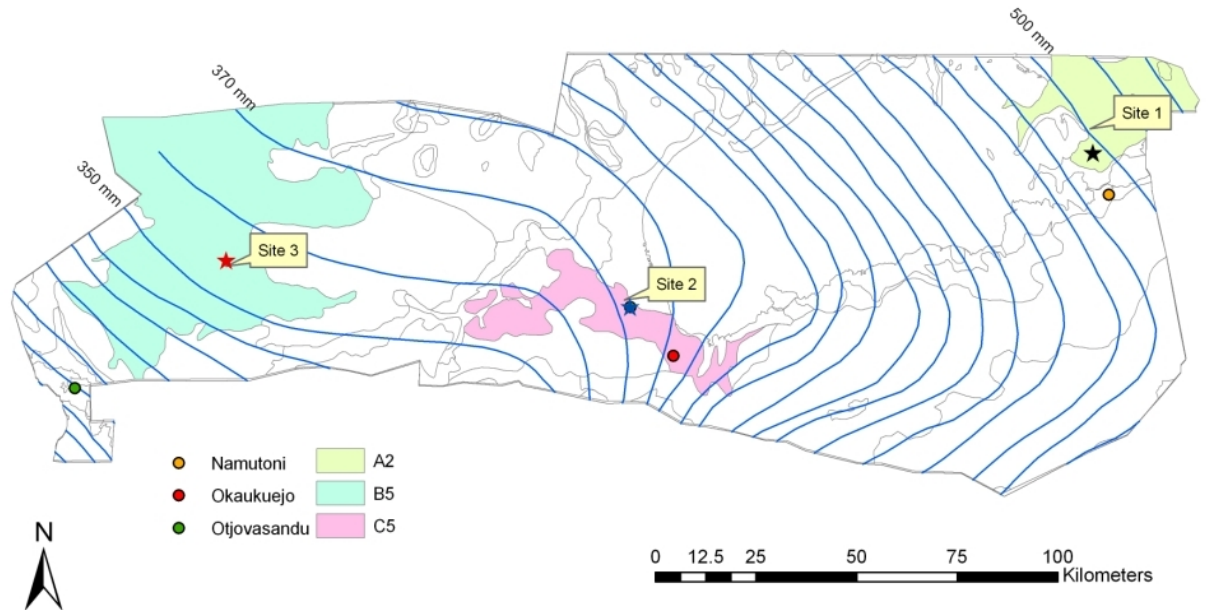 500 mm
370 mm
350 mm
Site 1
Site 3
Site 2
Namutoni
Okaukuejo
Otjovasandu
A2
B5
C5
N
0 12.5 25 50 75 100
Kilometers